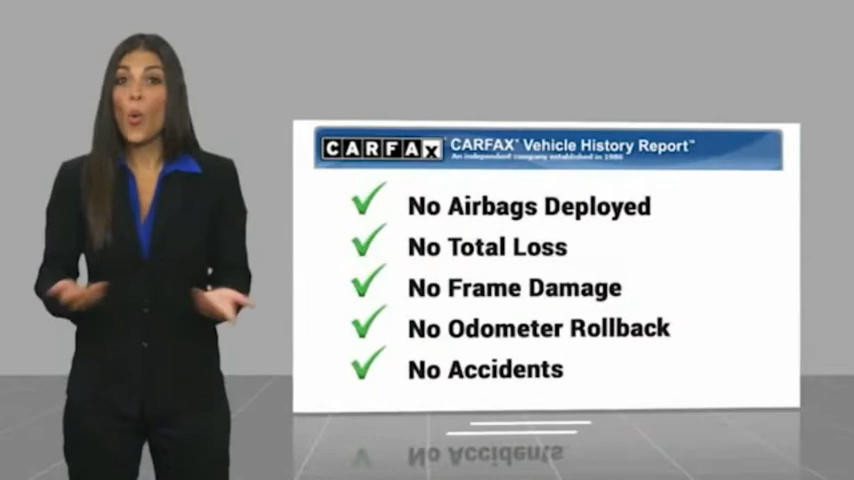 CARFAX CARFAX™ Vehicle History Report™
An independent company established in 1986
No Airbags Deployed
No Total Loss
No Frame Damage
No Odometer Rollback
No Accidents
No Accidents